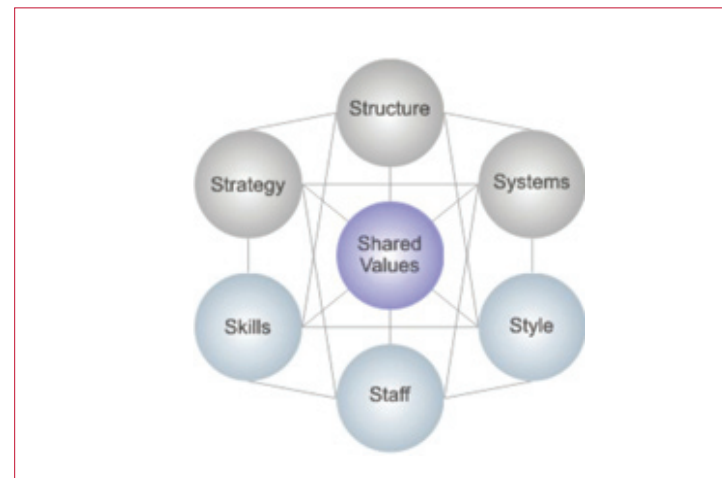 Structure
Strategy
Systems
Shared
Values
Skills
Style
Staff